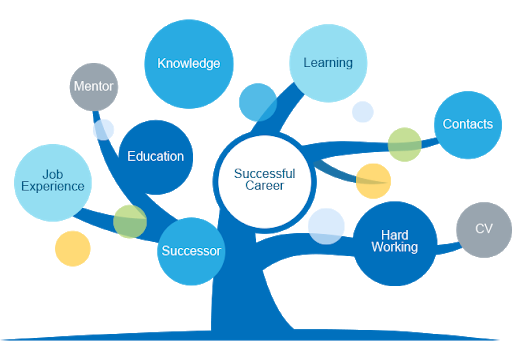 Knowledge
Learning
Mentor
Contacts
Education
Job
Experience
Successful
Career
Successor
Hard
Working
CV